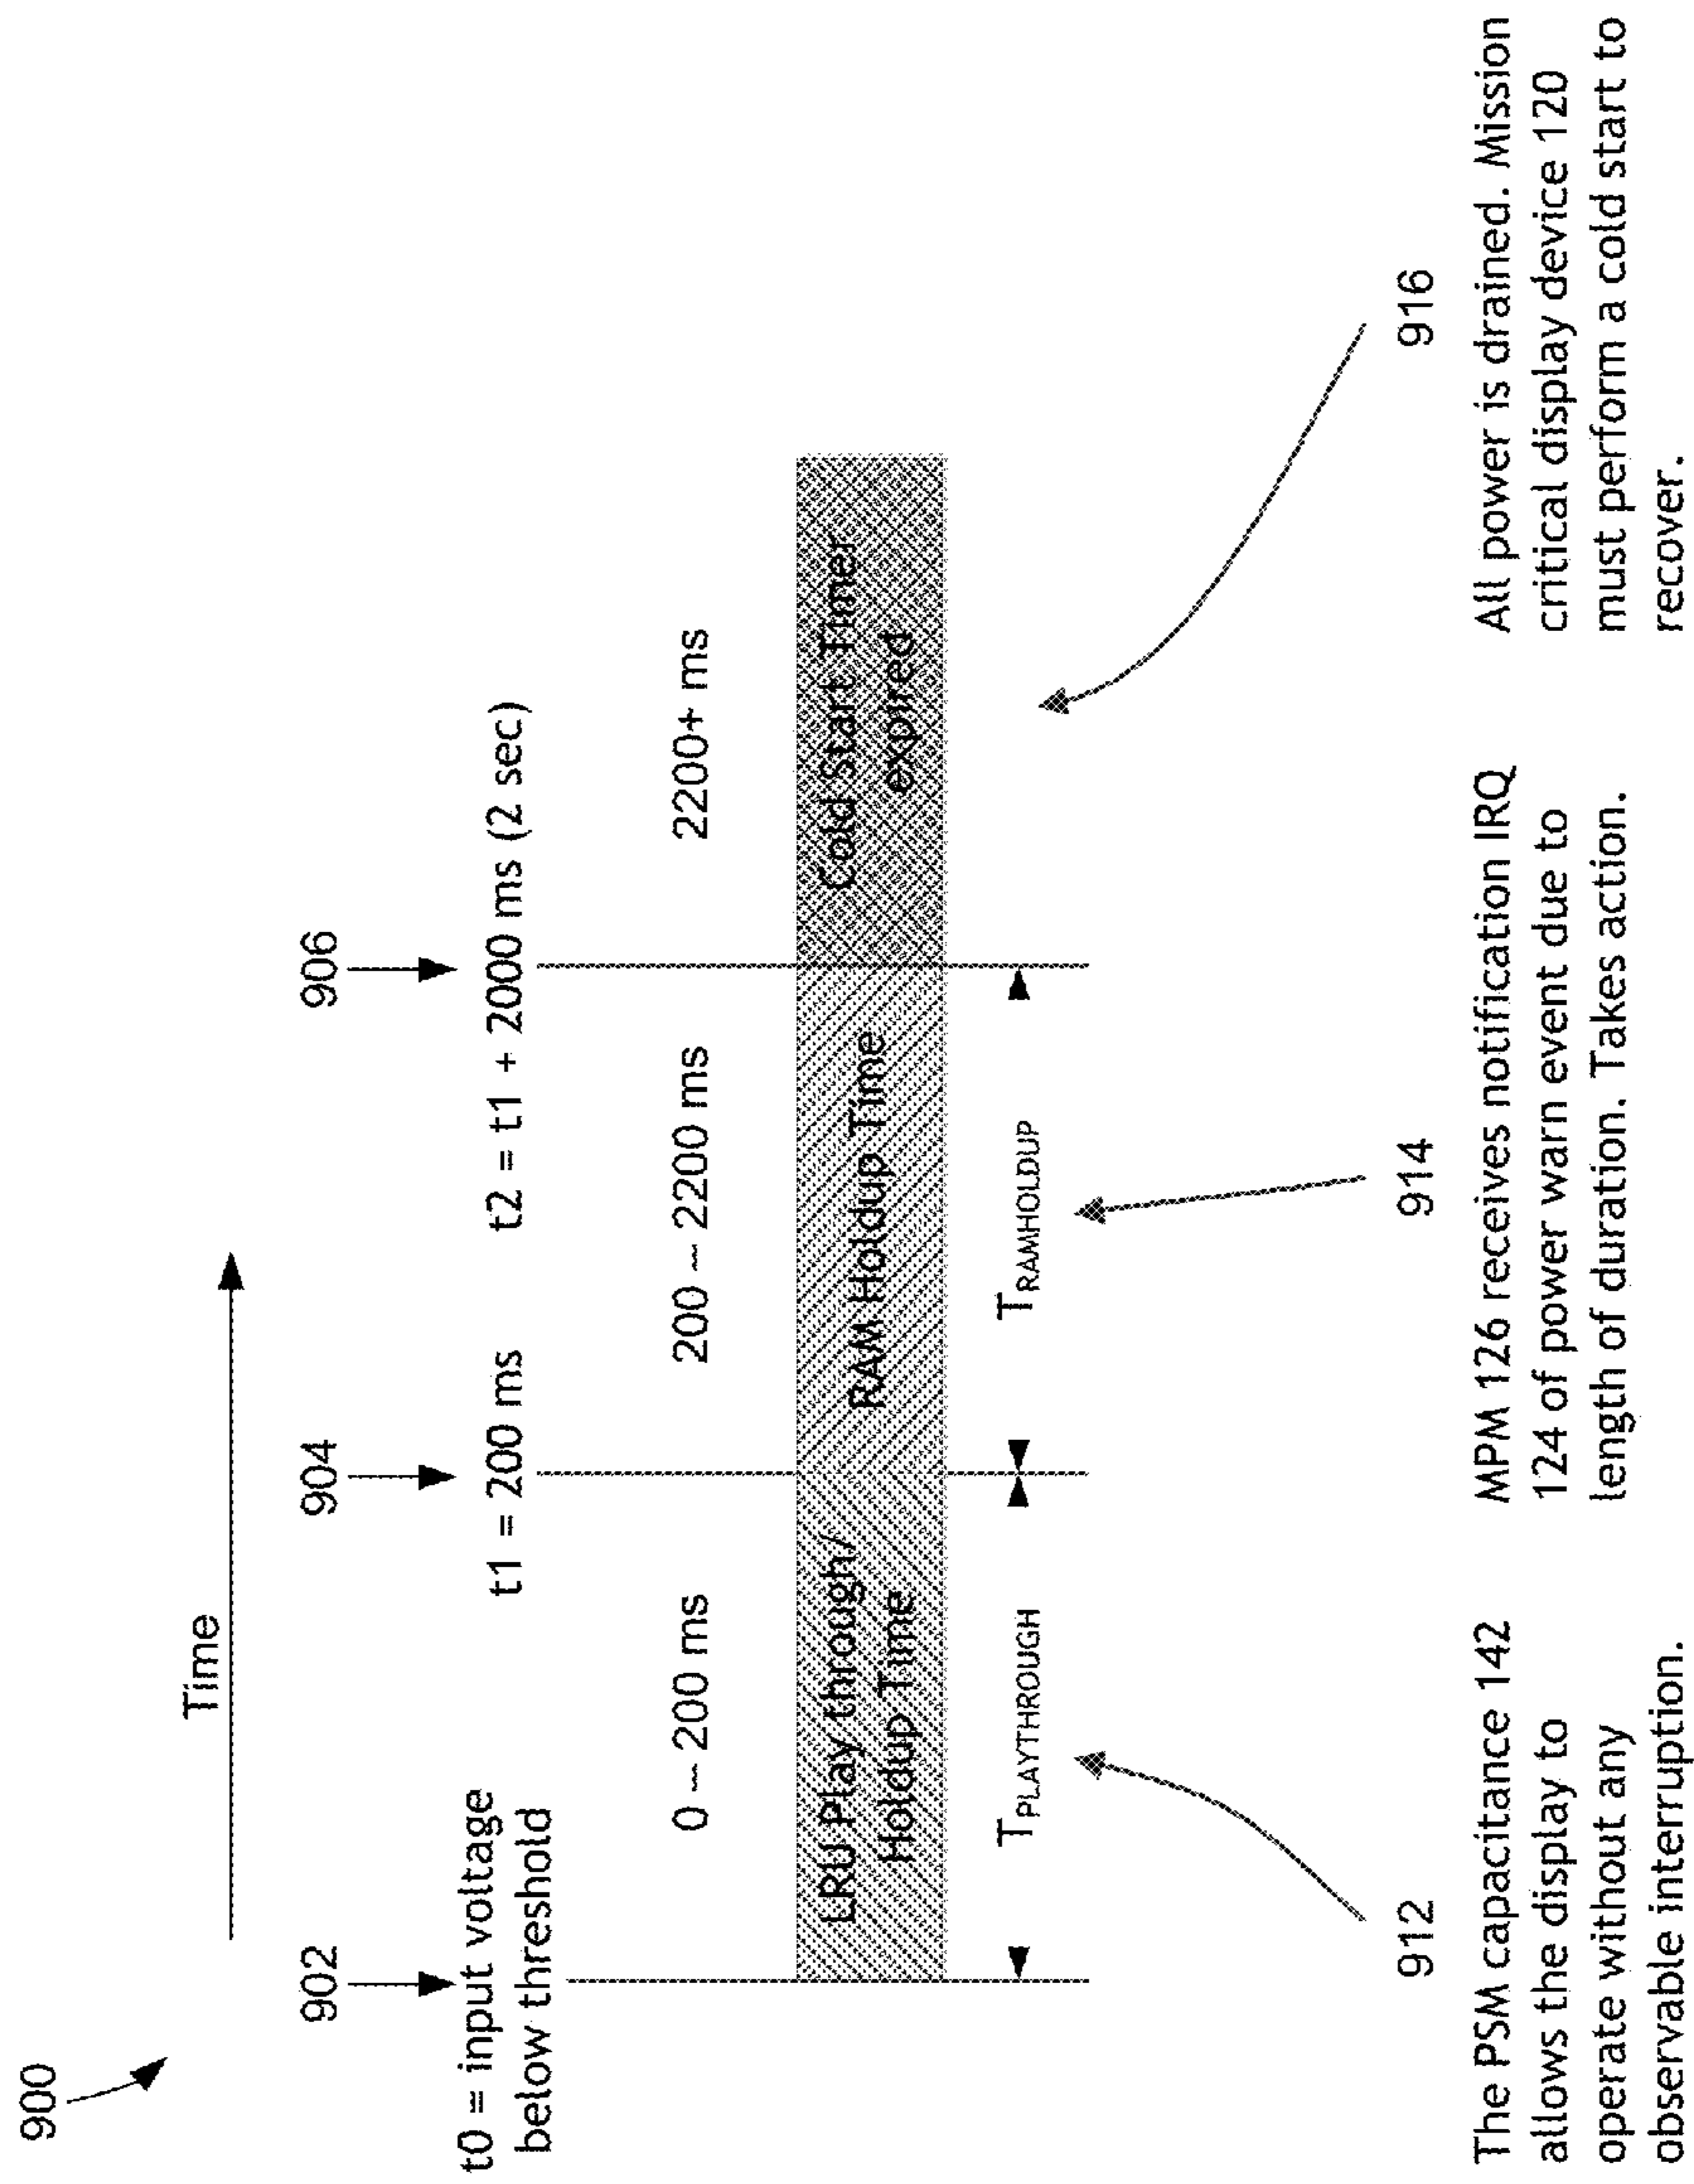 900
Time
902
904
906
t0 = input voltage
below threshold
t1 = 200 ms
t2 = t1 + 2000 ms (2 sec)
0 – 200 ms
200 – 2200 ms
2200+ ms
LRU Play through/
Holdup Time
RAM Holdup Time
Cold Start Timer
expired
TPLAYTHROUGH
TRAMHOLDUP
912
914
916
The PSM capacitance 142
allows the display to
operate without any
observable interruption.
MPM 126 receives notification IRQ
124 of power warn event due to
length of duration. Takes action.
All power is drained. Mission
critical display device 120
must perform a cold start to
recover.